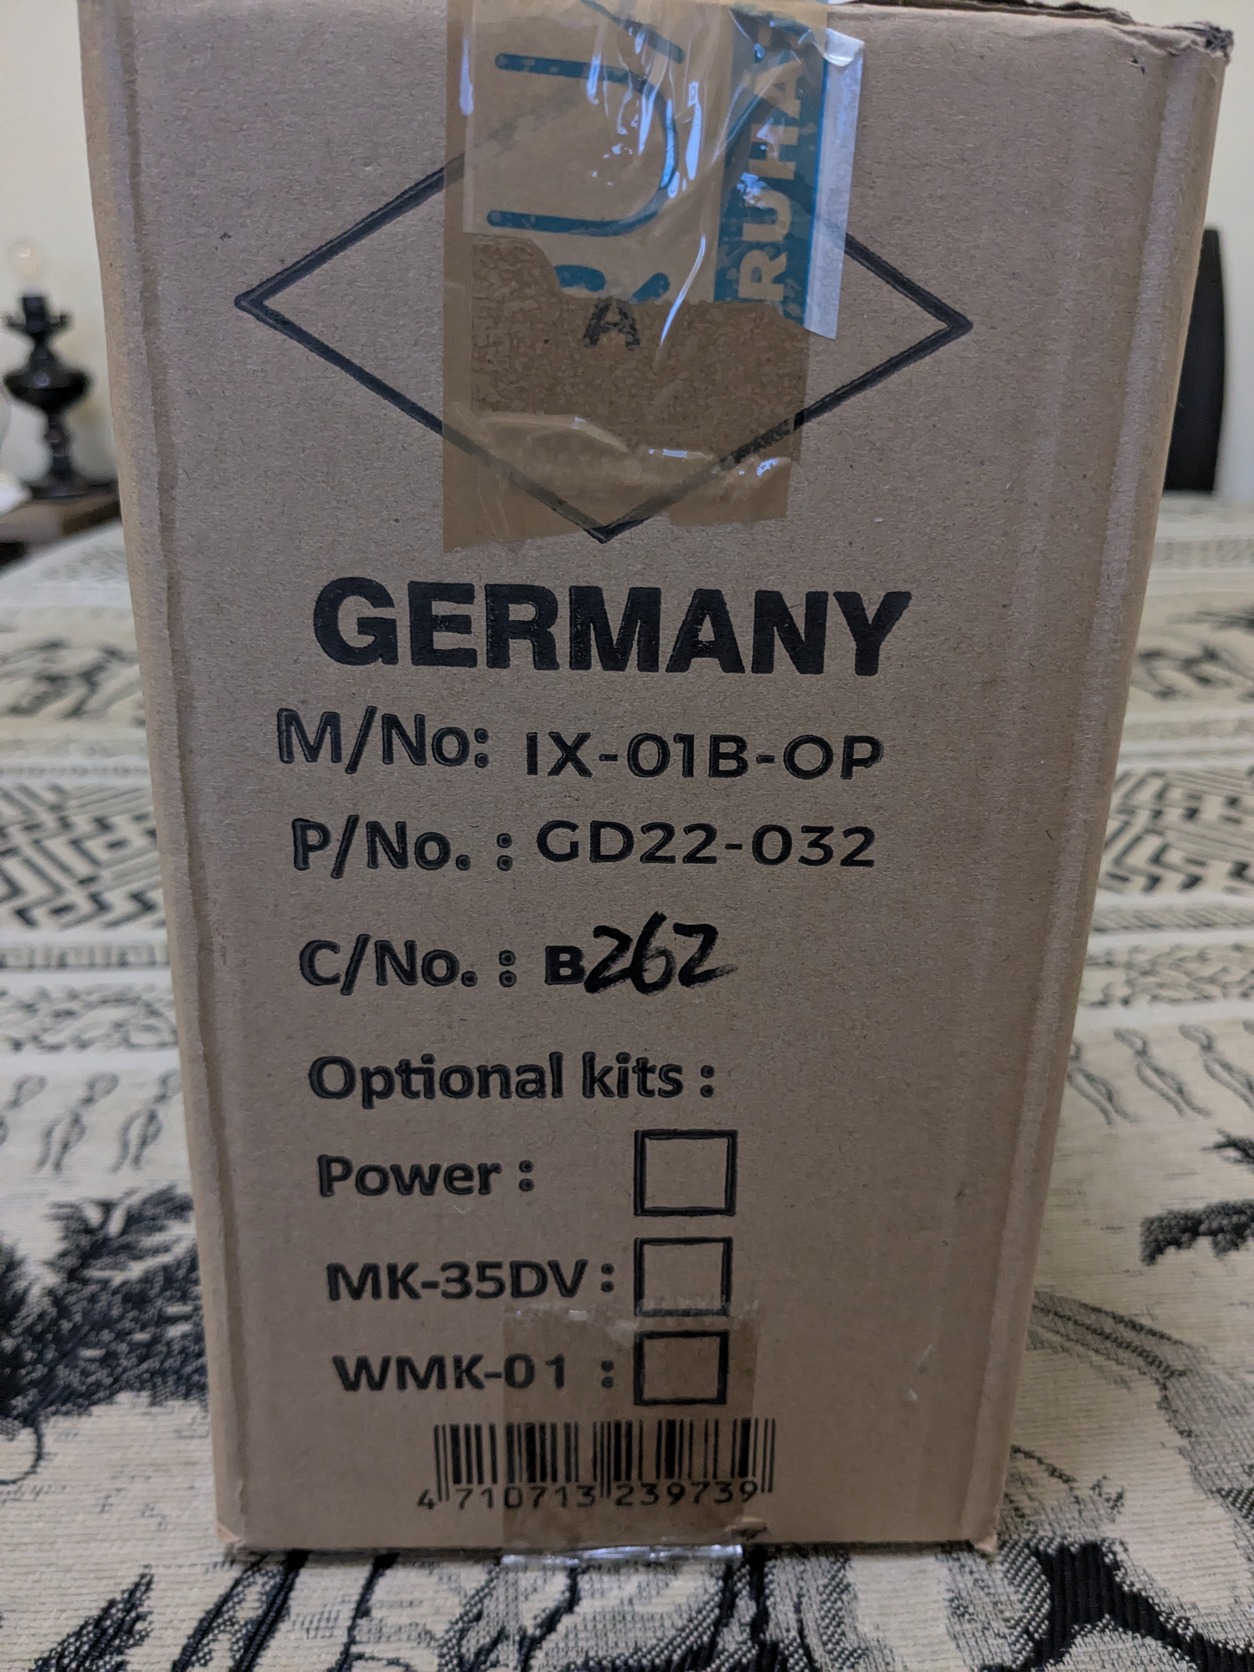 RUHA
A
GERMANY
M/No: IX-01B-OP
P/No. : GD22-032
C/No. : B262
Optional kits :
Power :
MK-35DV :
WMK-01 :
4 710713 239739